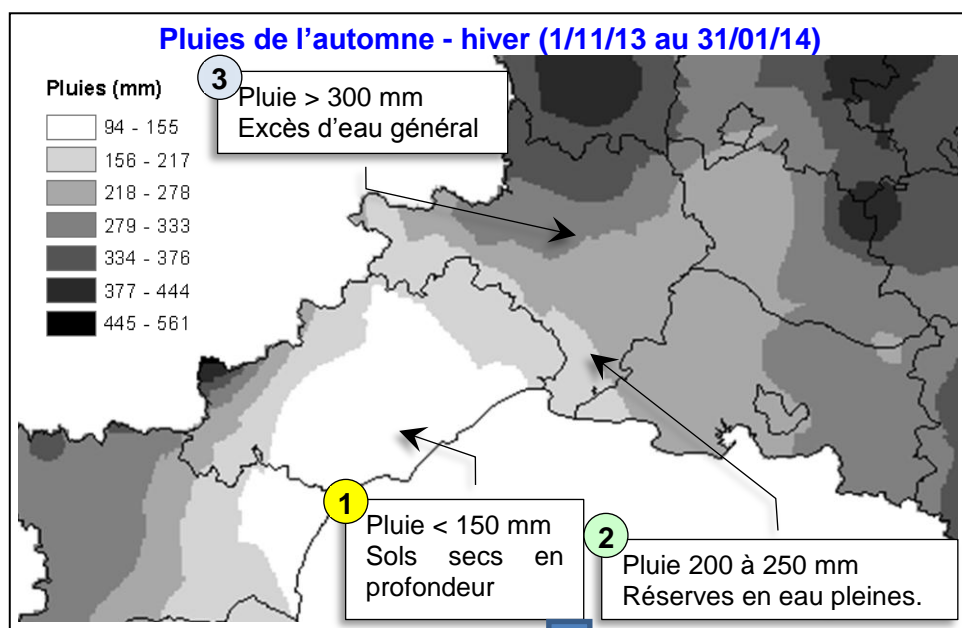 Pluies de l’automne - hiver (1/11/13 au 31/01/14)
Pluies (mm)
94 - 155
156 - 217
218 - 278
279 - 333
334 - 376
377 - 444
445 - 561
3
Pluie > 300 mm
Excès d’eau général
1
Pluie < 150 mm
Sols secs en
profondeur
2
Pluie 200 à 250 mm
Réserves en eau pleines.